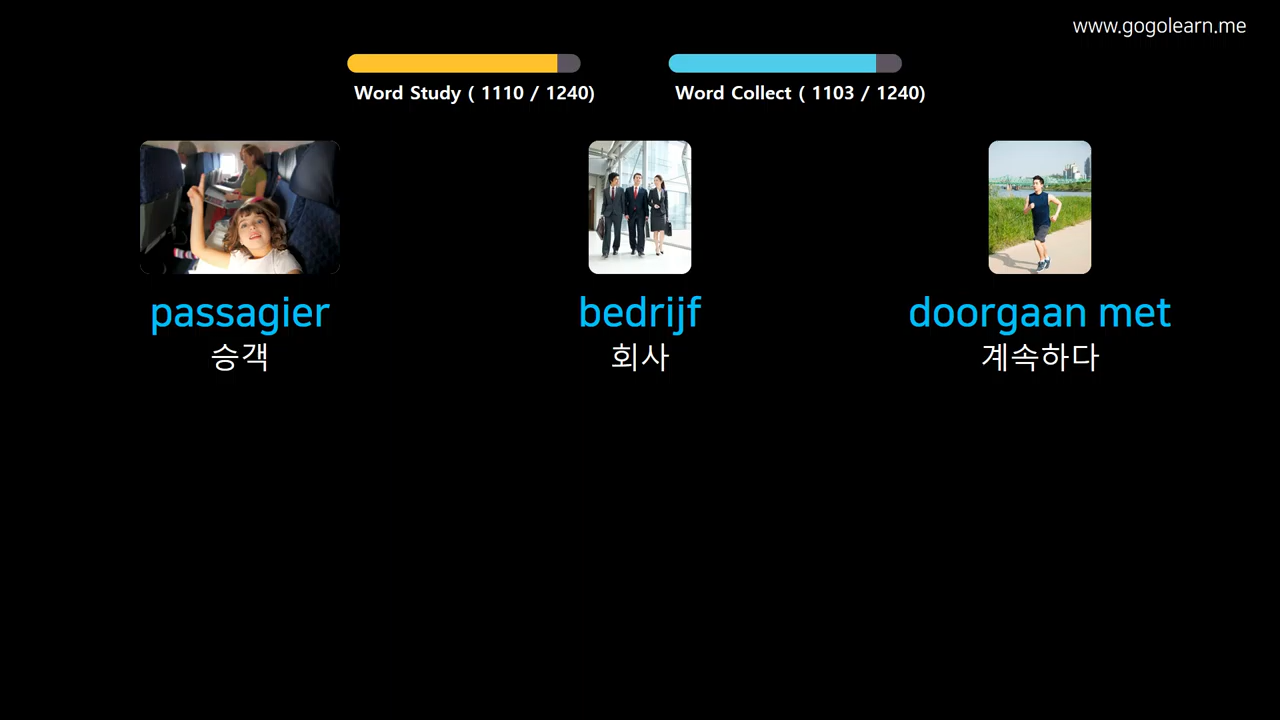 www.gogolearn.me
Word Study ( 1110 / 1240)
Word Collect ( 1103 / 1240)
passagier
승객
bedrijf
회사
doorgaan met
계속하다